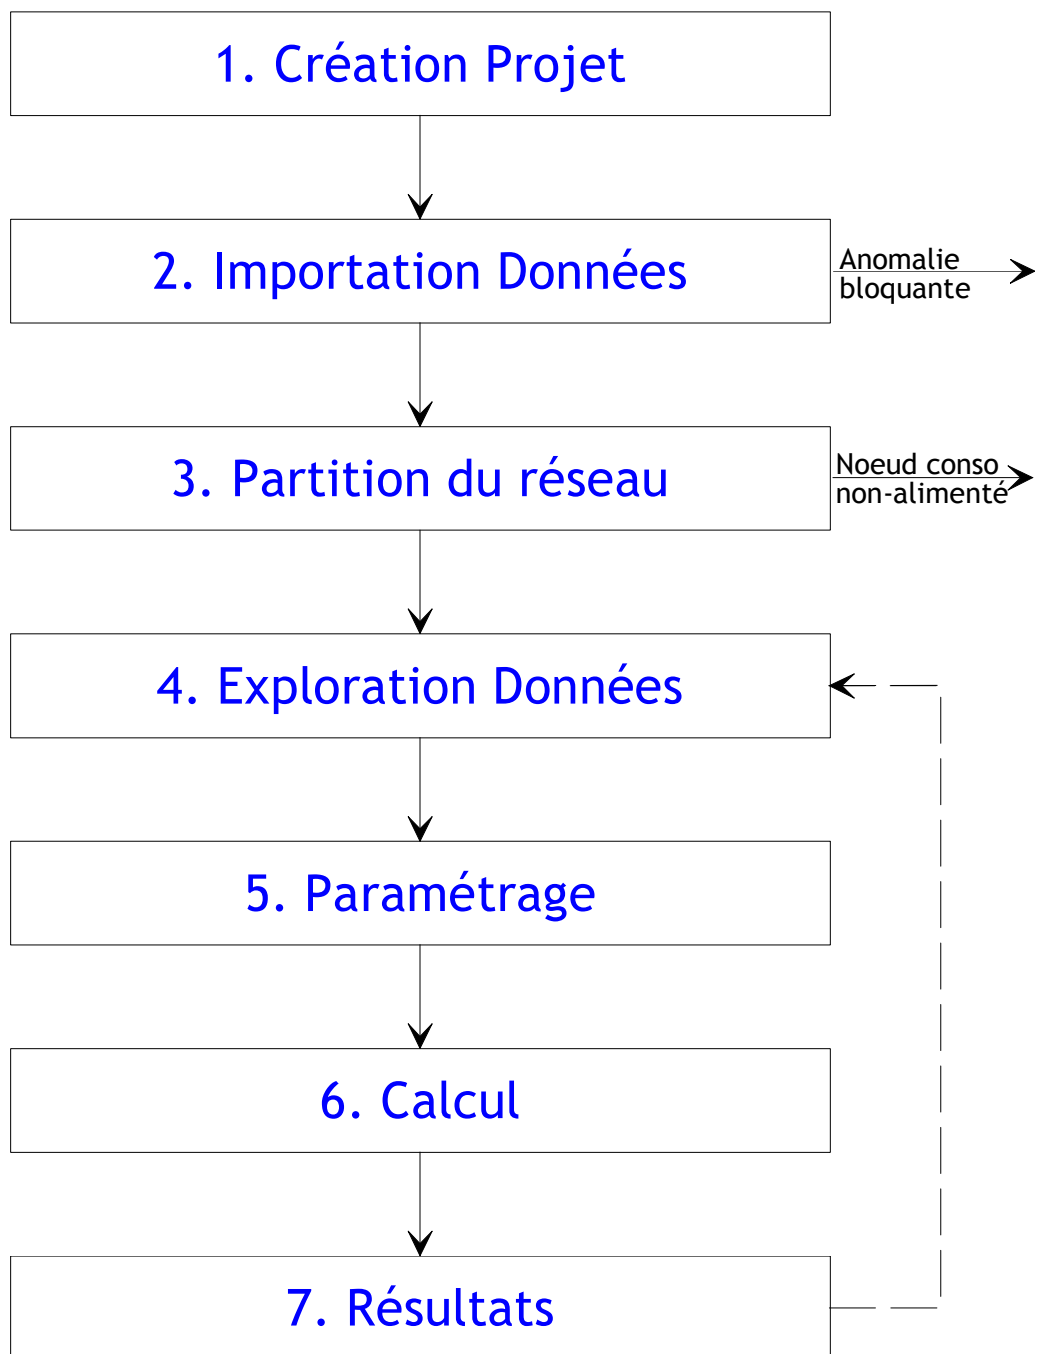 1. Création Projet
2. Importation Données
Anomalie
bloquante
3. Partition du réseau
Noeud conso
non-alimenté
4. Exploration Données
5. Paramétrage
6. Calcul
7. Résultats